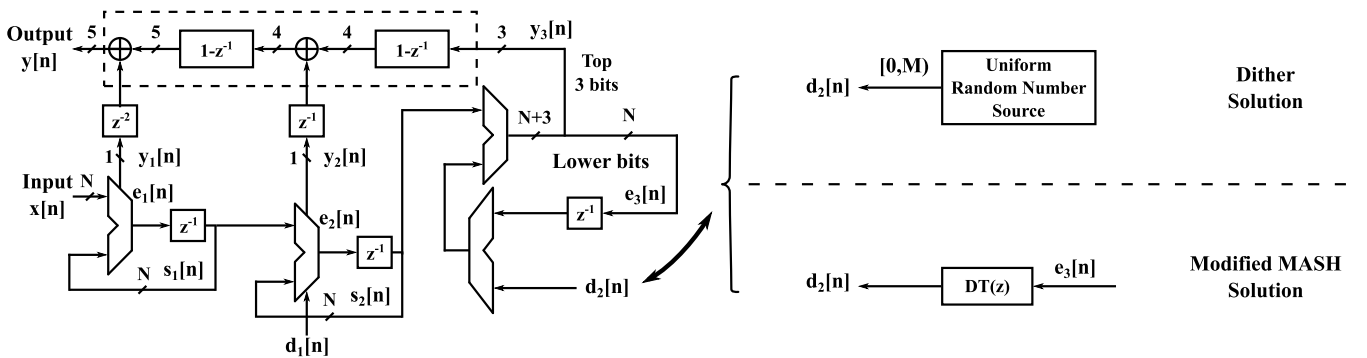 Output
y[n]
5
5
1-z⁻¹
4
4
1-z⁻¹
3
y₃[n]
Top
3 bits
z⁻²
z⁻¹
1
y₁[n]
1
y₂[n]
N+3
N
Lower bits
Input
x[n]
N
e₁[n]
z⁻¹
e₂[n]
z⁻¹
z⁻¹
e₃[n]
N
s₁[n]
N
s₂[n]
d₁[n]
d₂[n]
d₂[n]
[0,M)
Uniform
Random Number
Source
Dither
Solution
d₂[n]
DT(z)
e₃[n]
Modified MASH
Solution